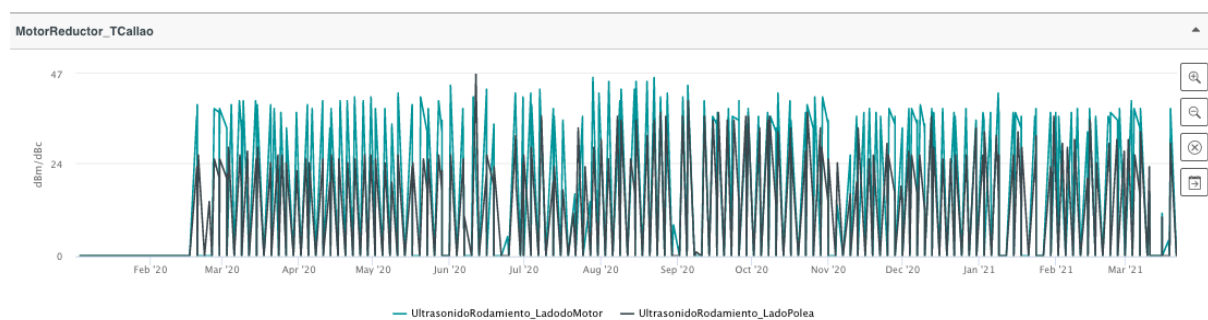 MotorReductor_TCallao
47
24
0
dBm/dBc
Feb '20
Mar '20
Apr '20
May '20
Jun '20
Jul '20
Aug '20
Sep '20
Oct '20
Nov '20
Dec '20
Jan '21
Feb '21
Mar '21
UltrasonidoRodamiento_LadodoMotor
UltrasonidoRodamiento_LadoPolea